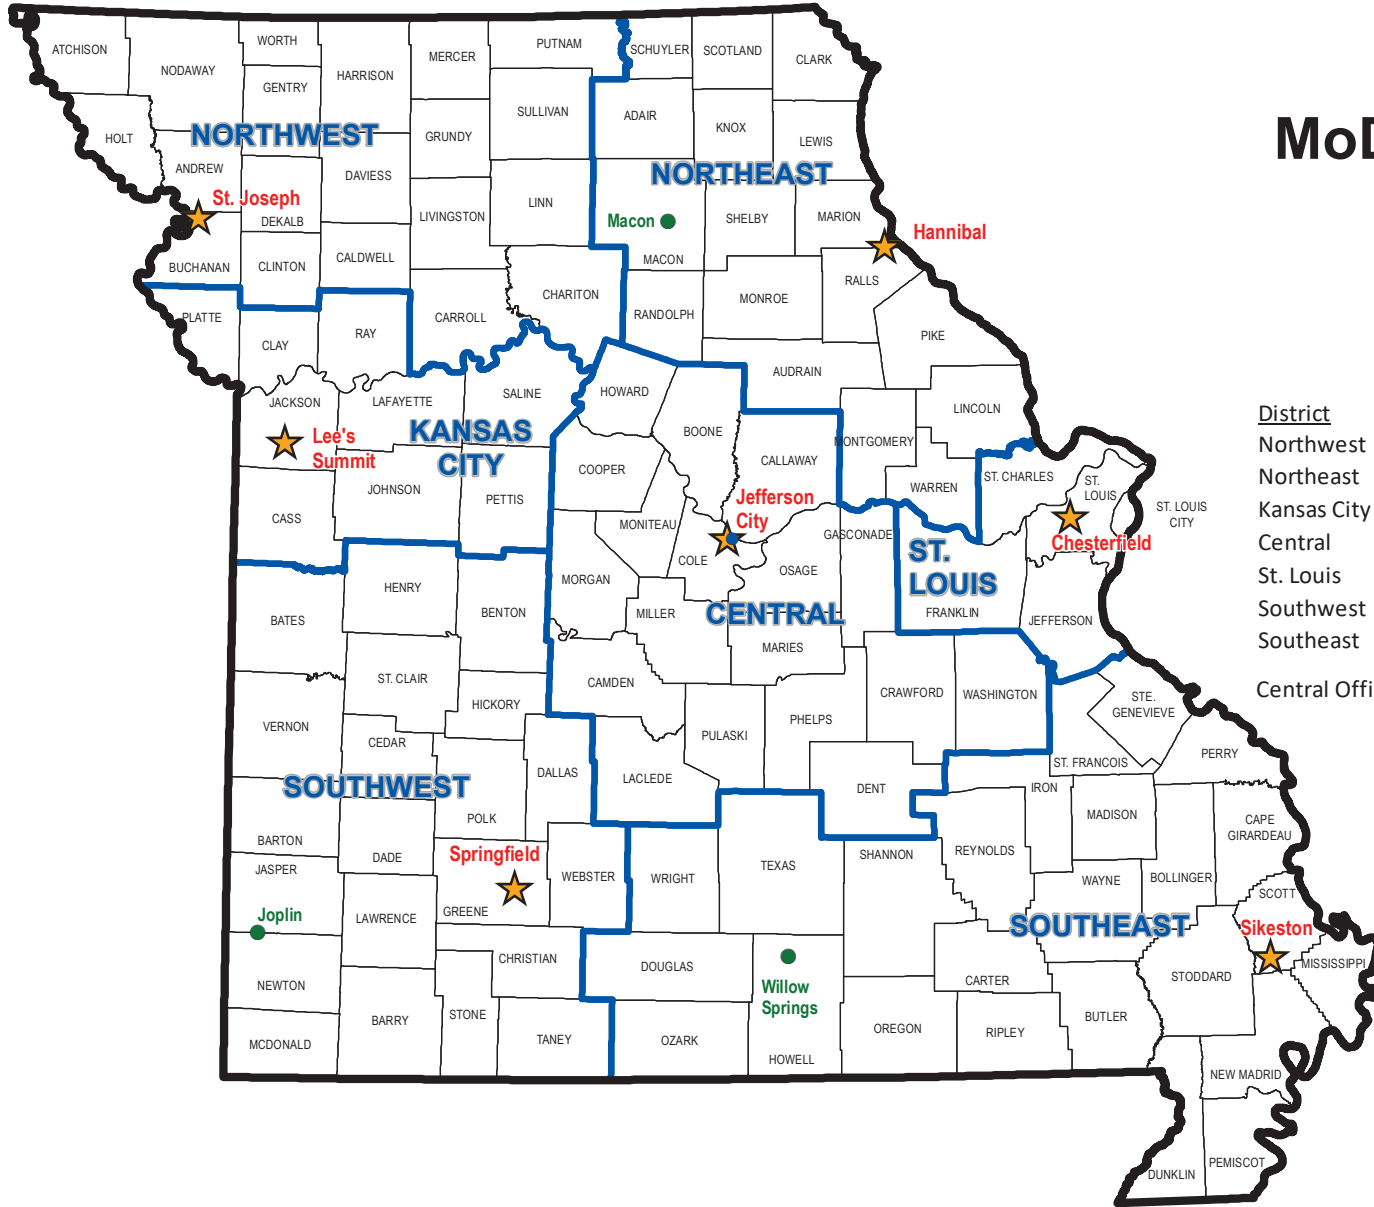 MoD
ATCHISON
NODAWAY
WORTH
GENTRY
HARRISON
MERCER
PUTNAM
SCHUYLER
SCOTLAND
CLARK
HOLT
NORTHWEST
ANDREW
DAVIESS
GRUNDY
SULLIVAN
ADAIR
KNOX
LEWIS
NORTHEAST
St. Joseph
DEKALB
LIVINGSTON
LINN
Macon
MACON
SHELBY
MARION
Hannibal
BUCHANAN
CLINTON
CALDWELL
CARROLL
CHARITON
RANDOLPH
MONROE
RALLS
PLATTE
CLAY
RAY
PIKE
AUDRAIN
JACKSON
LAFAYETTE
SALINE
HOWARD
BOONE
LINCOLN
KANSAS
CITY
Lee's
Summit
COOPER
CALLAWAY
MONTGOMERY
WARREN
ST. CHARLES
ST.
LOUIS
ST. LOUIS
CITY
CASS
JOHNSON
PETTIS
MONITEAU
COLE
Jefferson
City
OSAGE
GASCONADE
Chesterfield
ST.
LOUIS
FRANKLIN
JEFFERSON
BATES
HENRY
BENTON
MORGAN
MILLER
CENTRAL
MARIES
ST. CLAIR
HICKORY
CAMDEN
PULASKI
PHELPS
CRAWFORD
WASHINGTON
STE.
GENEVIEVE
VERNON
CEDAR
DALLAS
LACLEDE
DENT
ST. FRANCOIS
PERRY
SOUTHWEST
POLK
IRON
MADISON
CAPE
GIRARDEAU
BARTON
DADE
Springfield
GREENE
WEBSTER
WRIGHT
TEXAS
SHANNON
REYNOLDS
WAYNE
BOLLINGER
SCOTT
JASPER
Joplin
LAWRENCE
SOUTHEAST
Sikeston
MISSISSIPPI
NEWTON
CHRISTIAN
DOUGLAS
Willow
Springs
CARTER
STODDARD
MCDONALD
BARRY
STONE
TANEY
OZARK
HOWELL
OREGON
RIPLEY
BUTLER
NEW MADRID
DUNKLIN
PEMISCOT
District
Northwest
Northeast
Kansas City
Central
St. Louis
Southwest
Southeast
Central Offi